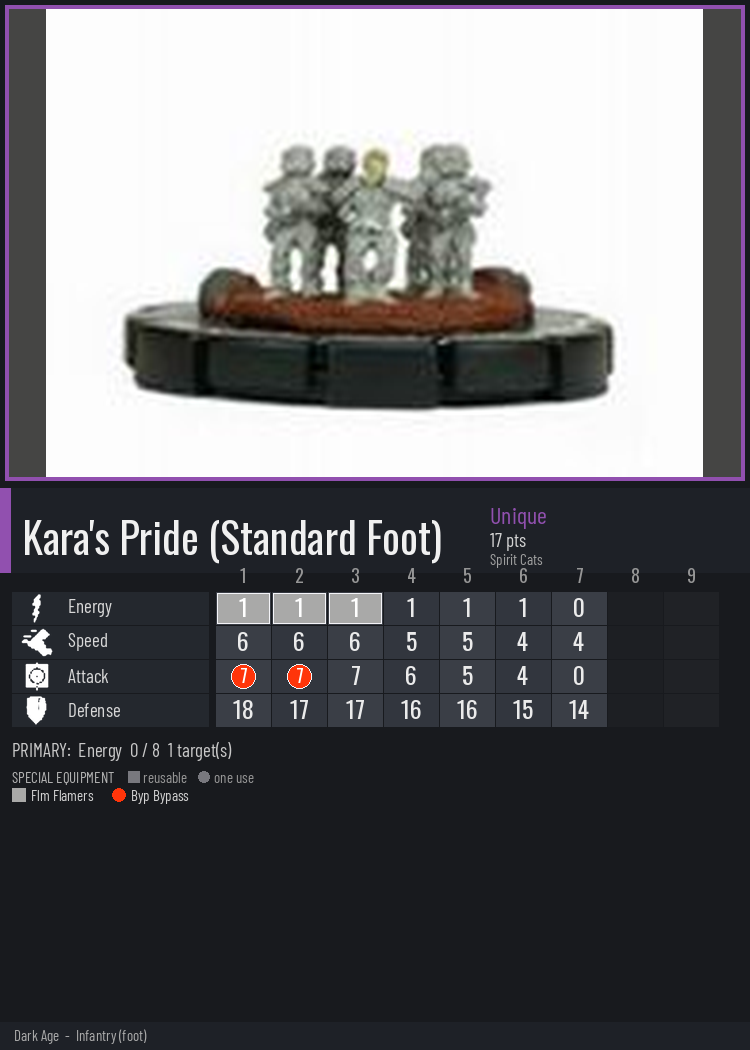 Kara's Pride (Standard Foot)
Unique
17 pts
Spirit Cats
1 2 3 4 5 6 7 8 9
Energy 1 1 1 1 1 1 0
Speed 6 6 6 5 5 4 4
Attack 7 7 7 6 5 4 0
Defense 18 17 17 16 16 15 14
PRIMARY: Energy 0 / 8 1 target(s)
SPECIAL EQUIPMENT reusable one use
Flm Flamers Byp Bypass
Dark Age - Infantry (foot)